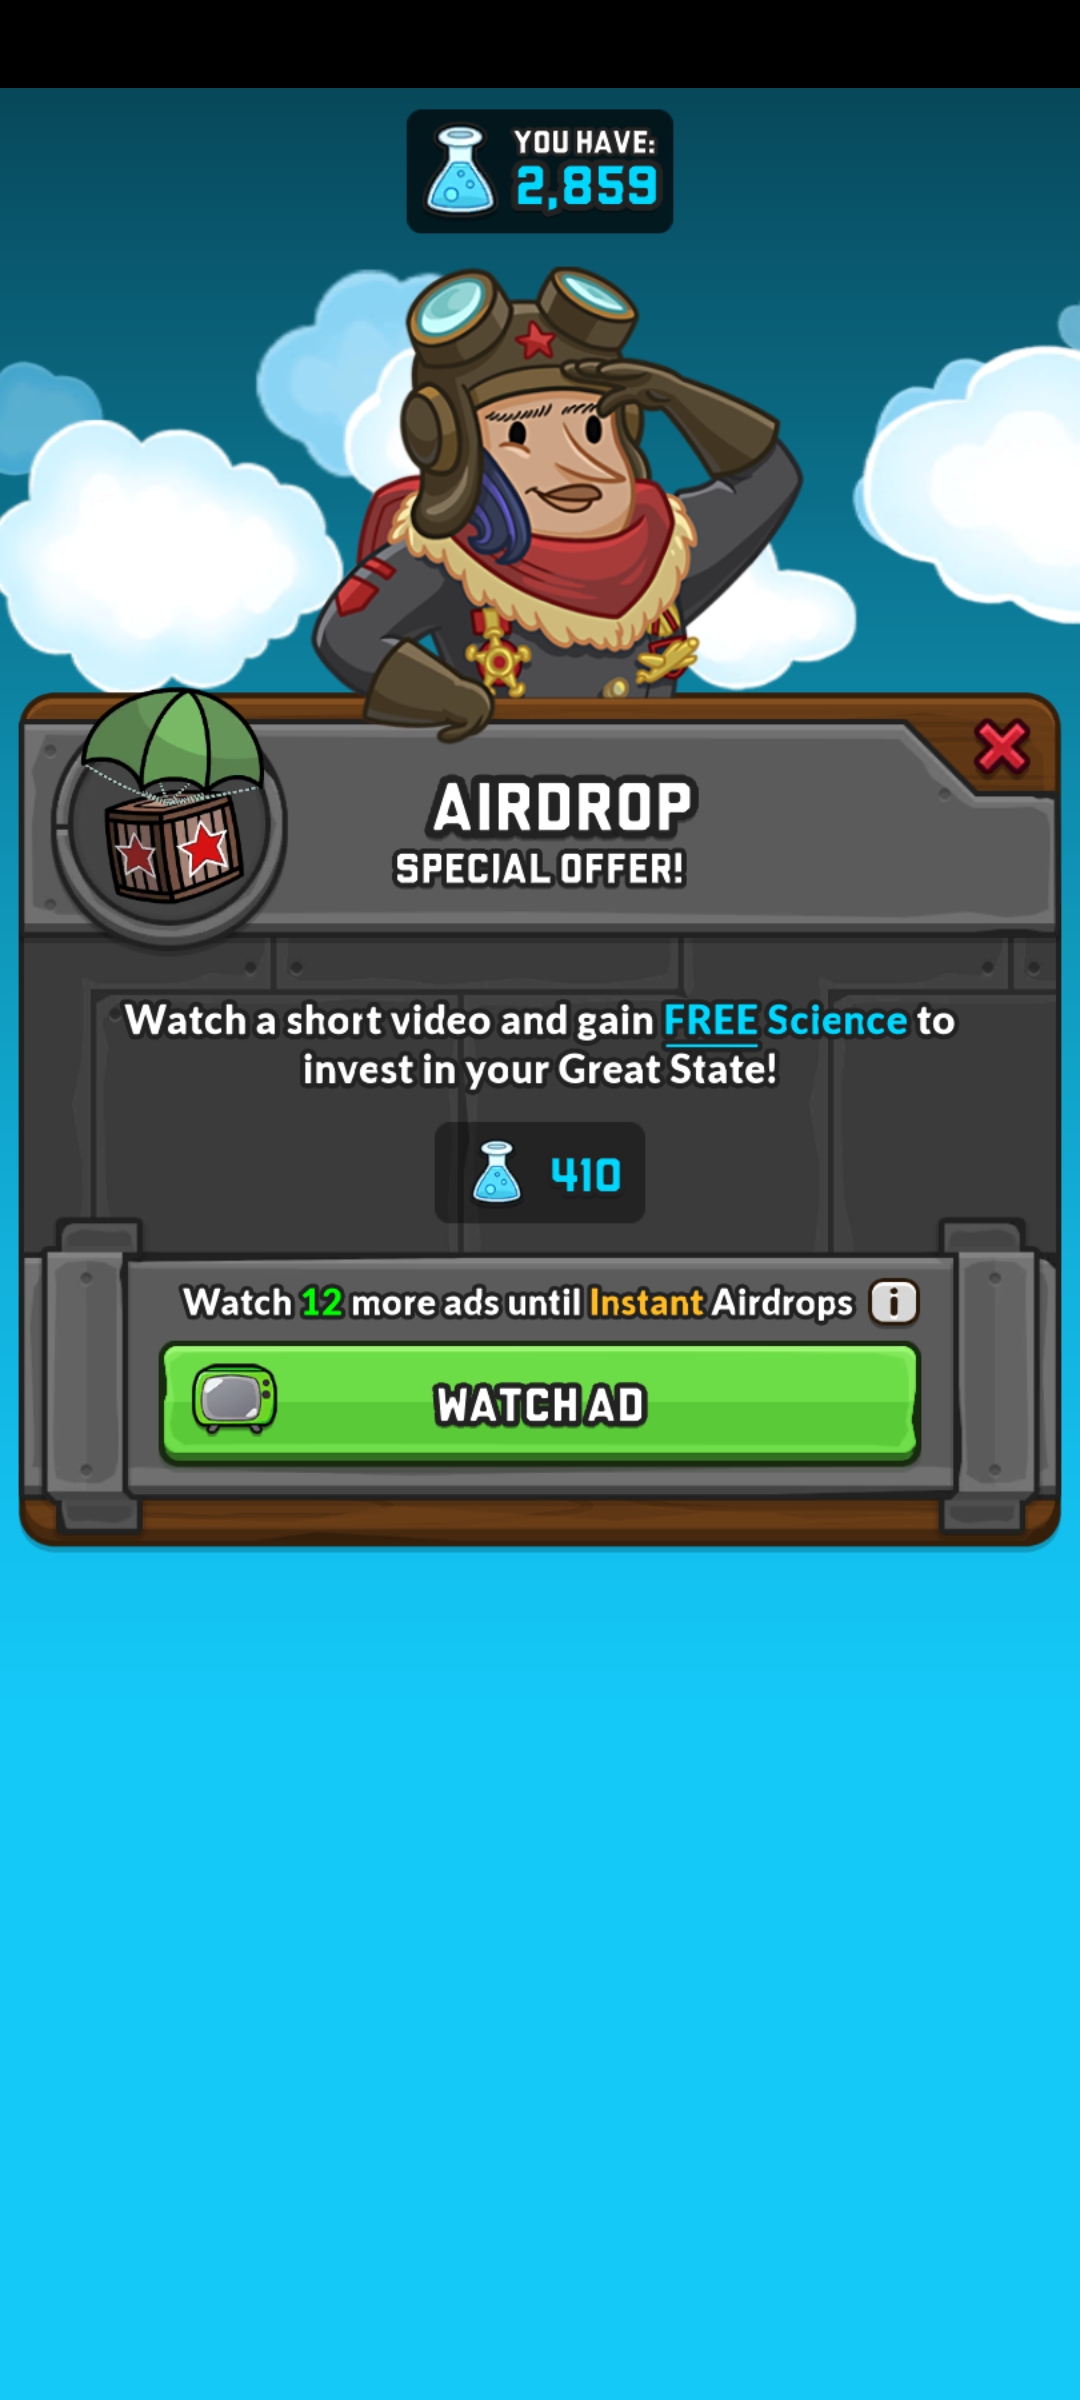 YOU HAVE:
2,859
AIRDROP
SPECIAL OFFER!
Watch a short video and gain FREE Science to
invest in your Great State!
410
Watch 12 more ads until Instant Airdrops i
WATCH AD